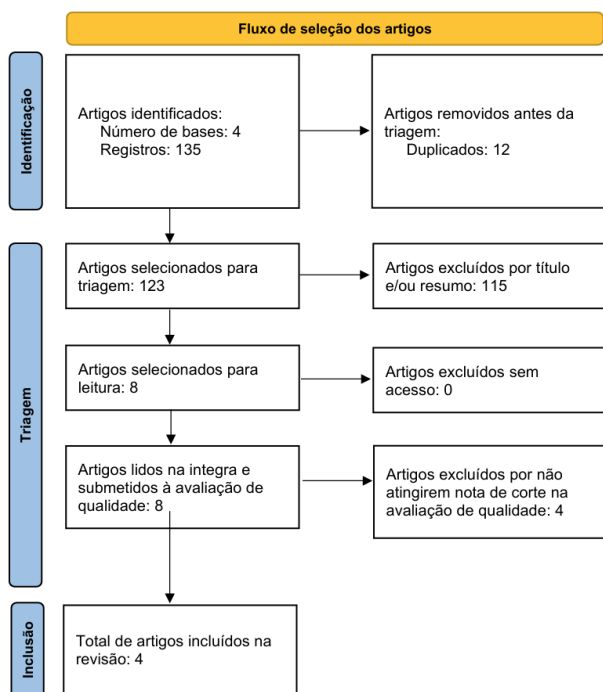 Fluxo de seleção dos artigos
Identificação
Artigos identificados:
Número de bases: 4
Registros: 135
Artigos removidos antes da
triagem:
Duplicados: 12
Triagem
Artigos selecionados para
triagem: 123
Artigos excluídos por título
e/ou resumo: 115
Artigos selecionados para
leitura: 8
Artigos excluídos sem
acesso: 0
Artigos lidos na integra e
submetidos à avaliação de
qualidade: 8
Artigos excluídos por não
atingirem nota de corte na
avaliação de qualidade: 4
Inclusão
Total de artigos incluídos na
revisão: 4